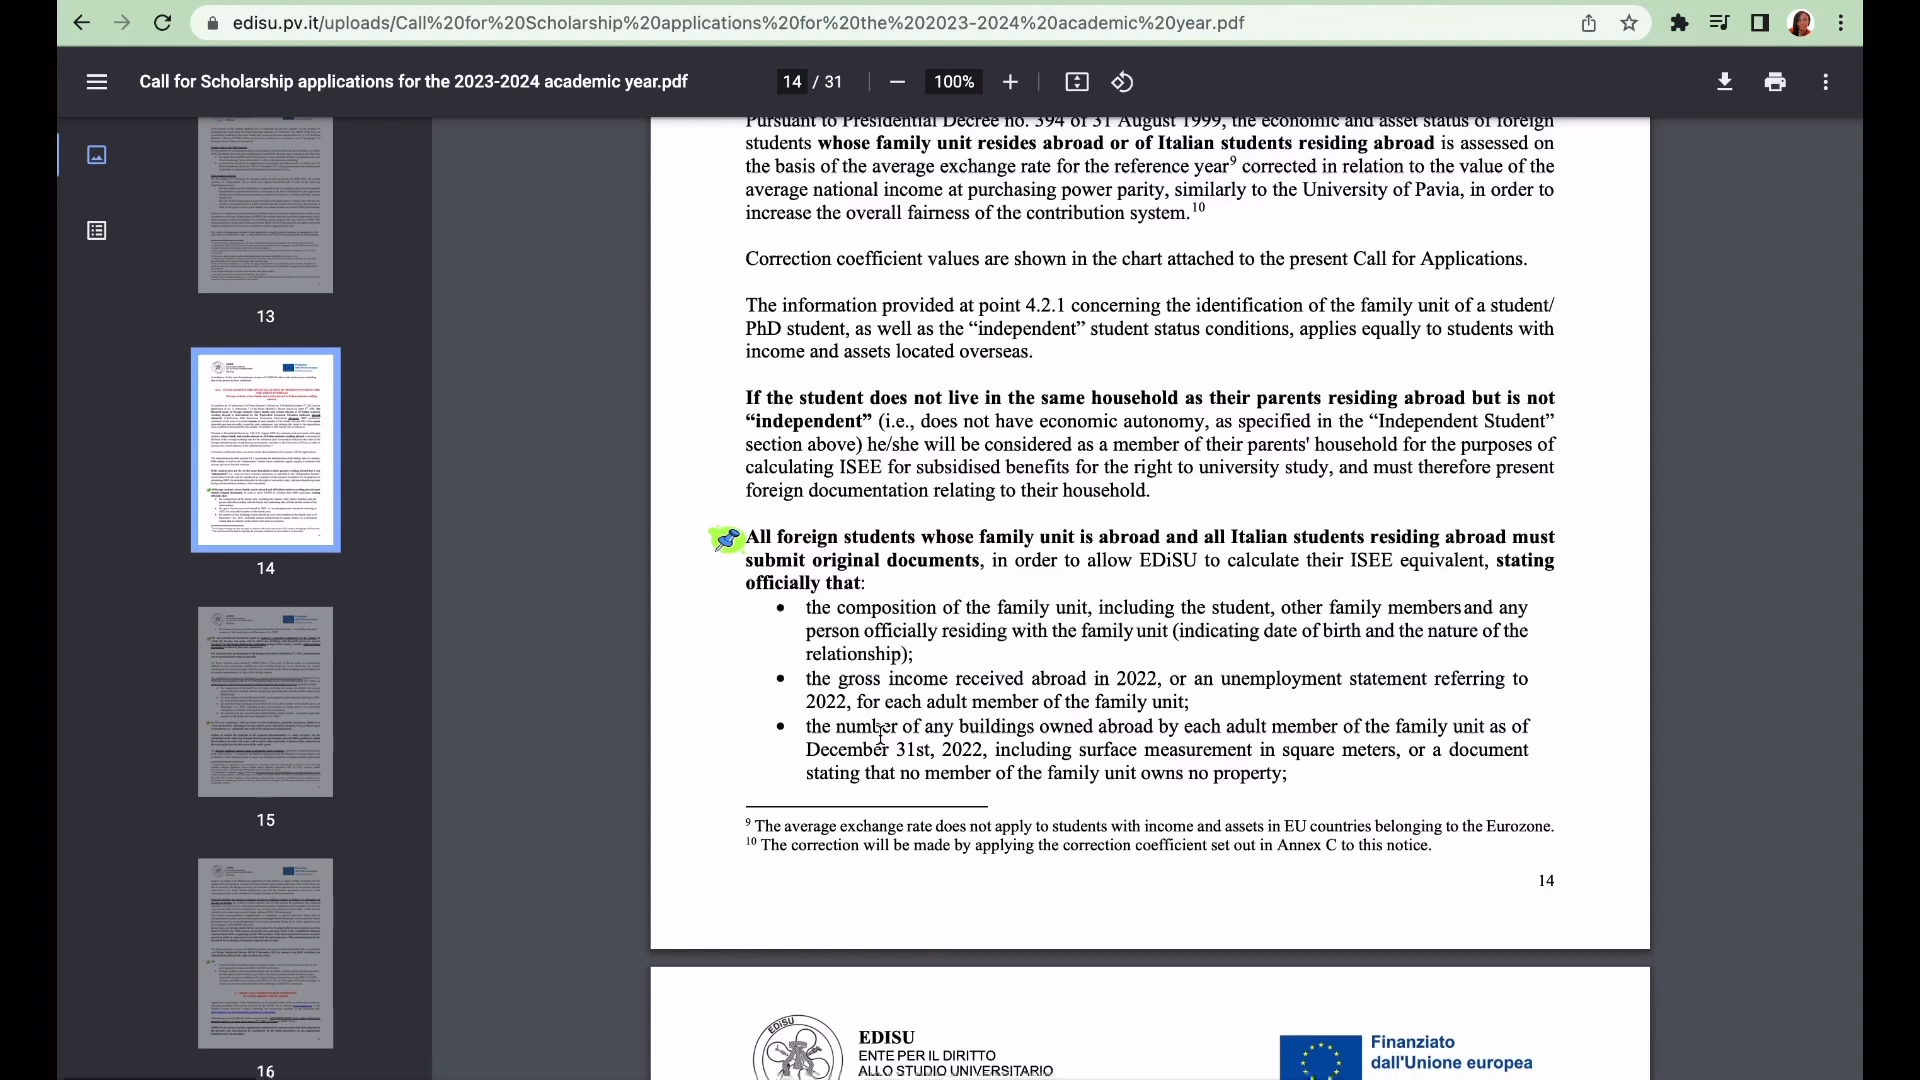 edisu.pv.it/uploads/Call%20for%20Scholarship%20applications%20for%20the%202023-2024%20academic%20year.pdf
Call for Scholarship applications for the 2023-2024 academic year.pdf
14 / 31
100%
13
14
15
16
Pursuant to Presidential Decree no. 394 of 31 August 1999, the economic and asset status of foreign
students whose family unit resides abroad or of Italian students residing abroad is assessed on
the basis of the average exchange rate for the reference year9 corrected in relation to the value of the
average national income at purchasing power parity, similarly to the University of Pavia, in order to
increase the overall fairness of the contribution system.10
Correction coefficient values are shown in the chart attached to the present Call for Applications.
The information provided at point 4.2.1 concerning the identification of the family unit of a student/
PhD student, as well as the “independent” student status conditions, applies equally to students with
income and assets located overseas.
If the student does not live in the same household as their parents residing abroad but is not
“independent” (i.e., does not have economic autonomy, as specified in the “Independent Student”
section above) he/she will be considered as a member of their parents' household for the purposes of
calculating ISEE for subsidised benefits for the right to university study, and must therefore present
foreign documentation relating to their household.
All foreign students whose family unit is abroad and all Italian students residing abroad must
submit original documents, in order to allow EDiSU to calculate their ISEE equivalent, stating
officially that:
• the composition of the family unit, including the student, other family members and any
person officially residing with the family unit (indicating date of birth and the nature of the
relationship);
• the gross income received abroad in 2022, or an unemployment statement referring to
2022, for each adult member of the family unit;
• the number of any buildings owned abroad by each adult member of the family unit as of
December 31st, 2022, including surface measurement in square meters, or a document
stating that no member of the family unit owns no property;
9 The average exchange rate does not apply to students with income and assets in EU countries belonging to the Eurozone.
10 The correction will be made by applying the correction coefficient set out in Annex C to this notice.
14
EDISU
EDISU
ENTE PER IL DIRITTO
ALLO STUDIO UNIVERSITARIO
Finanziato
dall'Unione europea